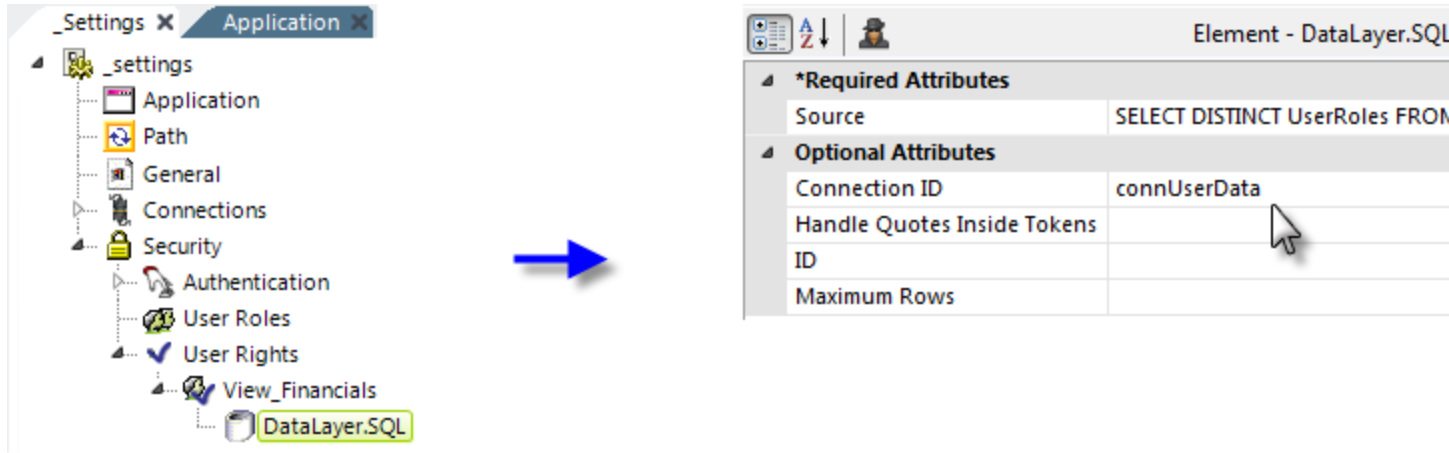 _Settings
Application
_settings
Application
Path
General
Connections
Security
Authentication
User Roles
User Rights
View_Financials
DataLayer.SQL
Element - DataLayer.SQL
*Required Attributes
Source SELECT DISTINCT UserRoles FROM
Optional Attributes
Connection ID connUserData
Handle Quotes Inside Tokens
ID
Maximum Rows